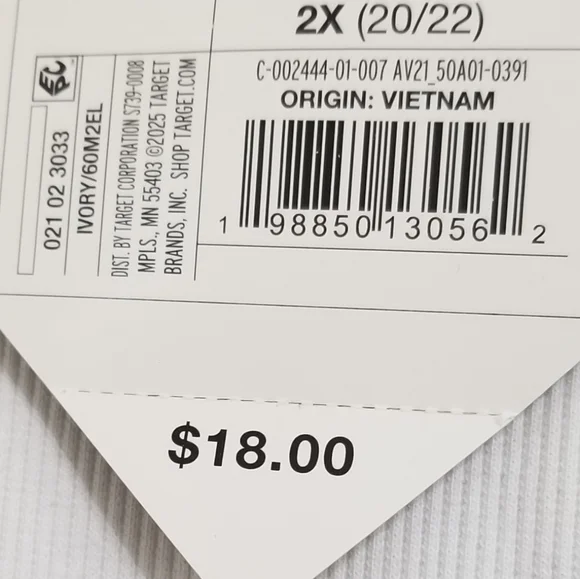 2X (20/22)
C-002444-01-007 AV21_50A01-0391
ORIGIN: VIETNAM
1 98850 13056 2
021 02 3033
IVORY/60M2EL
DIST. BY TARGET CORPORATION S739-0008
MPLS., MN 55403 ©2025 TARGET
BRANDS, INC. SHOP TARGET.COM
$18.00